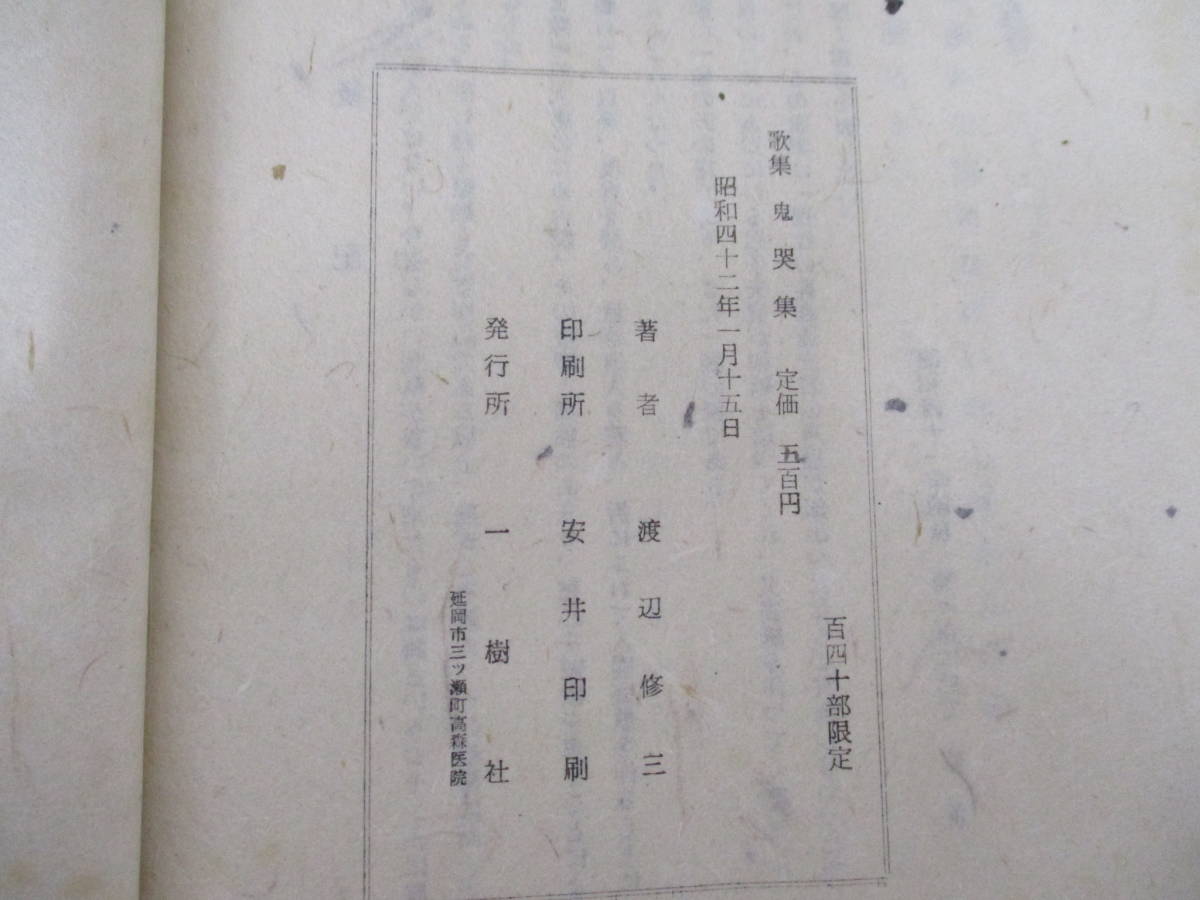 百四十部限定
歌集 鬼哭集 定価 五百円
昭和四十二年一月十五日
著者 渡辺修三
印刷所 安井印刷
発行所 一樹社
延岡市三ッ瀬町高森医院